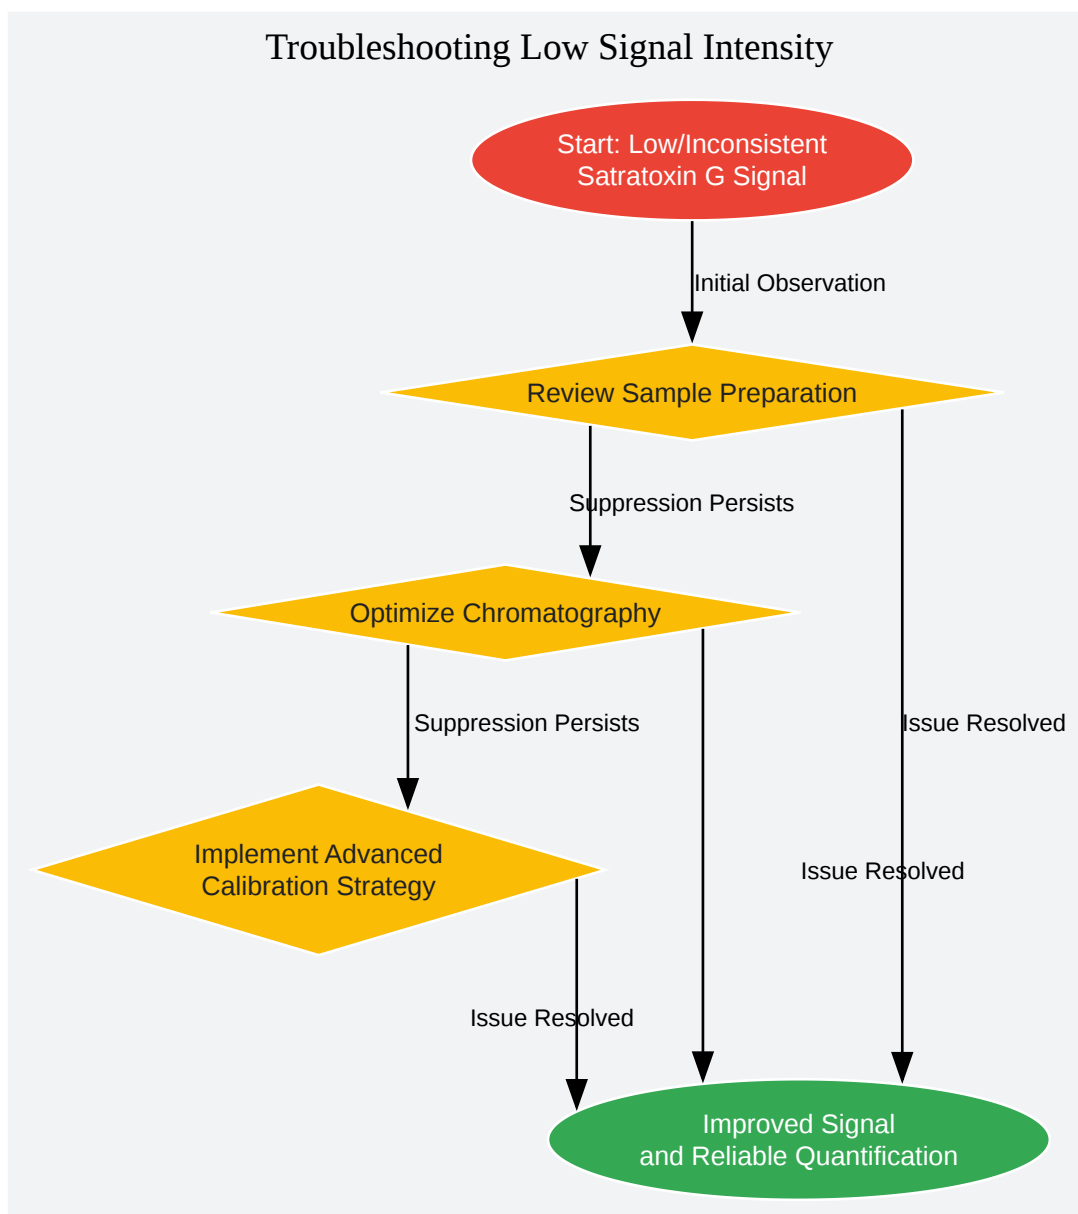 Troubleshooting Low Signal Intensity
Start: Low/Inconsistent
Satratoxin G Signal
Initial Observation
Review Sample Preparation
Suppression Persists
Optimize Chromatography
Suppression Persists
Issue Resolved
Implement Advanced
Calibration Strategy
Issue Resolved
Issue Resolved
Improved Signal
and Reliable Quantification